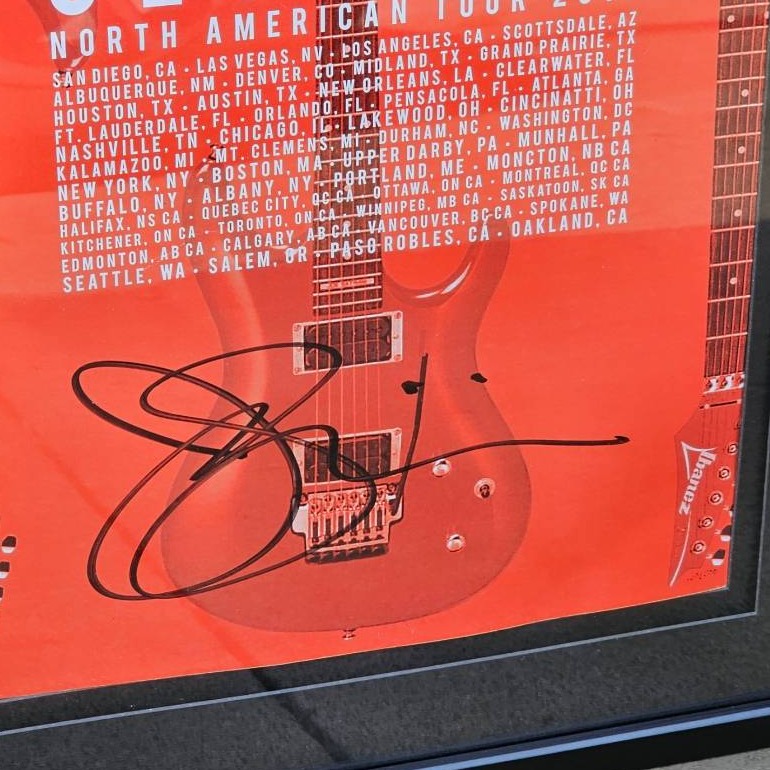 NORTH AMERICAN TOUR
SAN DIEGO, CA · LAS VEGAS, NV · LOS ANGELES, CA · SCOTTSDALE, AZ
ALBUQUERQUE, NM · DENVER, CO · MIDLAND, TX · GRAND PRAIRIE, TX
HOUSTON, TX · AUSTIN, TX · NEW ORLEANS, LA · CLEARWATER, FL
FT. LAUDERDALE, FL · ORLANDO, FL · PENSACOLA, FL · ATLANTA, GA
NASHVILLE, TN · CHICAGO, IL · LAKEWOOD, OH · CINCINATTI, OH
KALAMAZOO, MI · MT. CLEMENS, MI · DURHAM, NC · WASHINGTON, DC
NEW YORK, NY · BOSTON, MA · UPPER DARBY, PA · MUNHALL, PA
BUFFALO, NY · ALBANY, NY · PORTLAND, ME · MONCTON, NB CA
HALIFAX, NS CA · QUEBEC CITY, QC CA · OTTAWA, ON CA · MONTREAL, QC CA
KITCHENER, ON CA · TORONTO, ON CA · WINNIPEG, MB CA · SASKATOON, SK CA
EDMONTON, AB CA · CALGARY, AB CA · VANCOUVER, BC CA · SPOKANE, WA
SEATTLE, WA · SALEM, OR · PASO ROBLES, CA · OAKLAND, CA
Ibanez